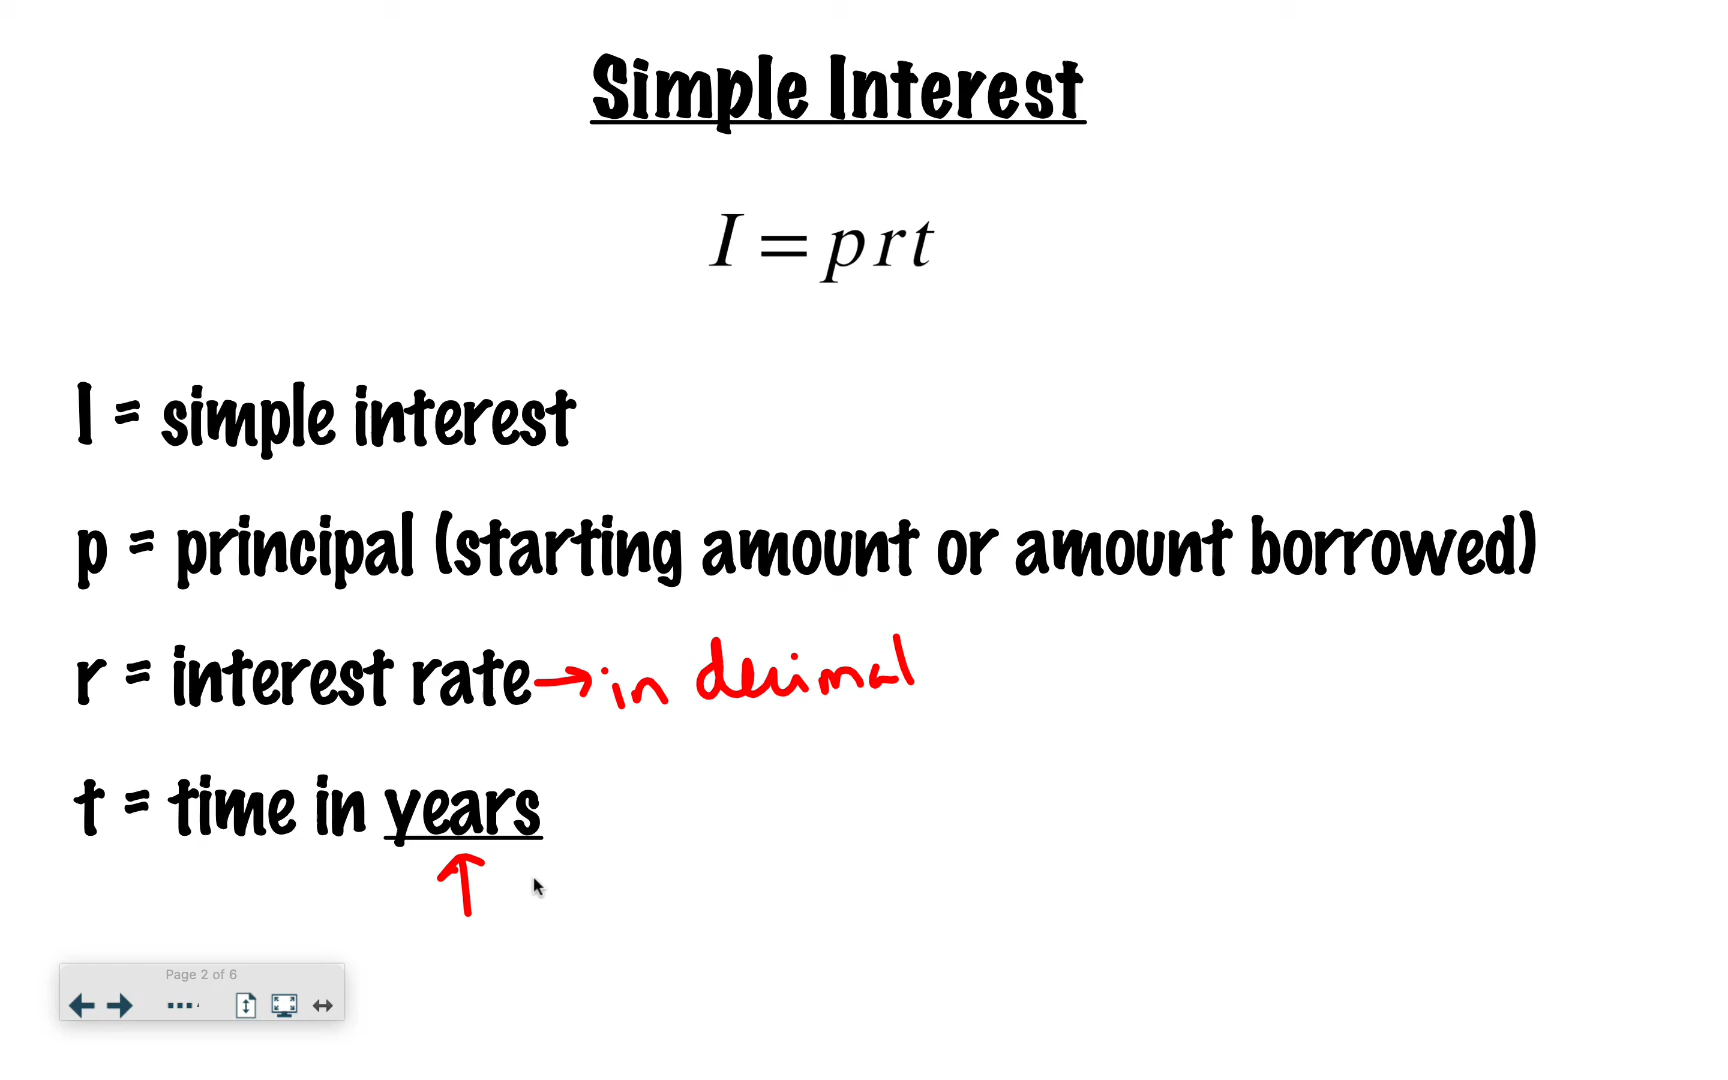 Simple Interest
I = prt
I = simple interest
p = principal (starting amount or amount borrowed)
r = interest rate → in decimal
t = time in years
Page 2 of 6